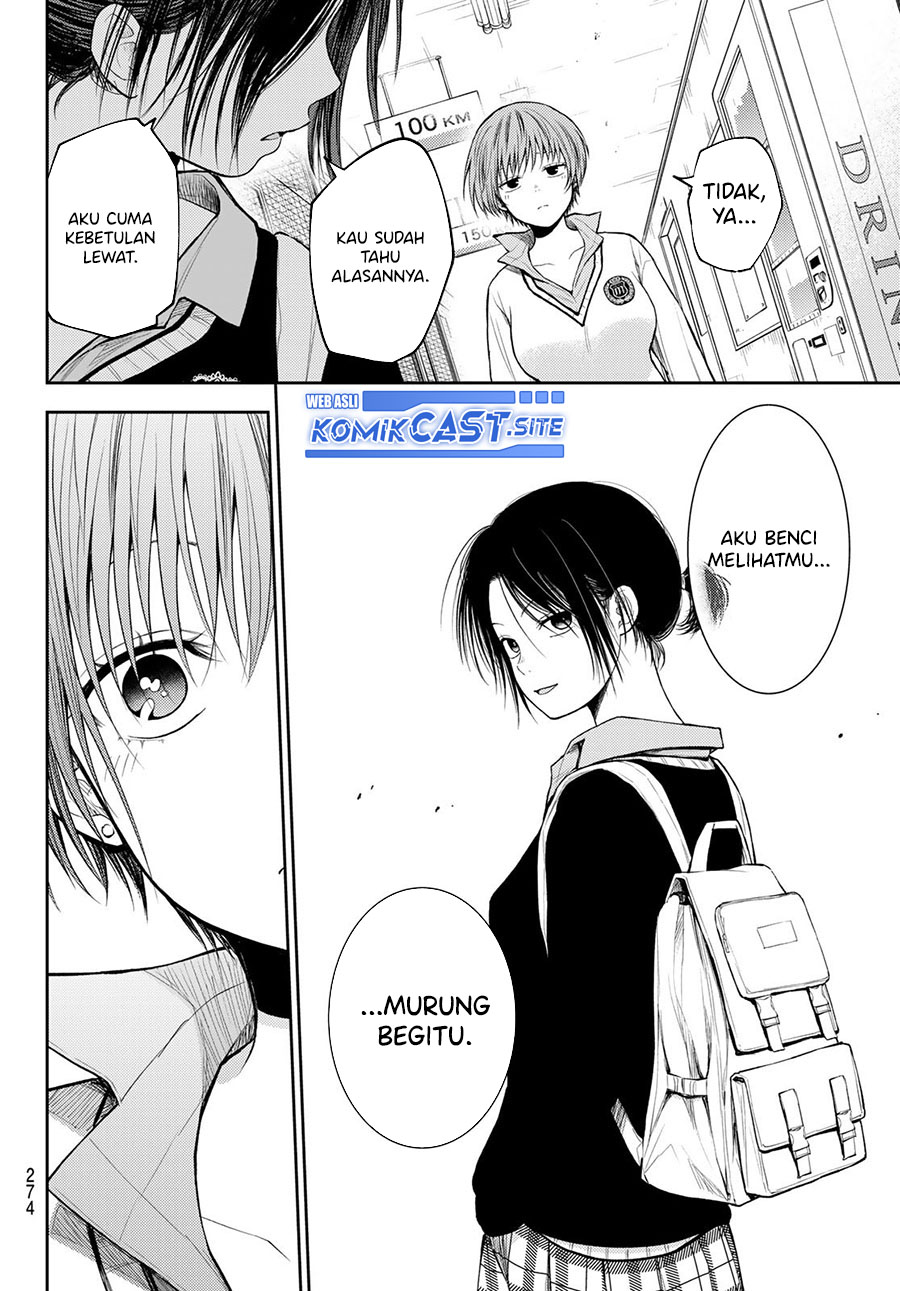 100 KM
150
DRIN
TIDAK,
YA...
KAU SUDAH
TAHU
ALASANNYA.
AKU CUMA
KEBETULAN
LEWAT.
WEB ASLI
KOMIKCAST.SITE
AKU BENCI
MELIHATMU...
...MURUNG
BEGITU.
274